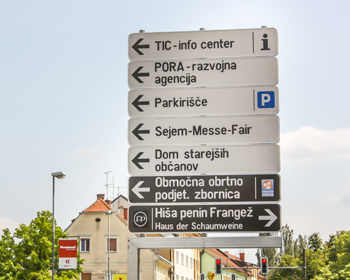 TIC - info center i
PORA - razvojna
agencija
Parkirišče P
Sejem-Messe-Fair
Dom starejših
občanov
Območna obrtno
podjet. zbornica
FP Hiša penin Frangež
Haus der Schaumweine